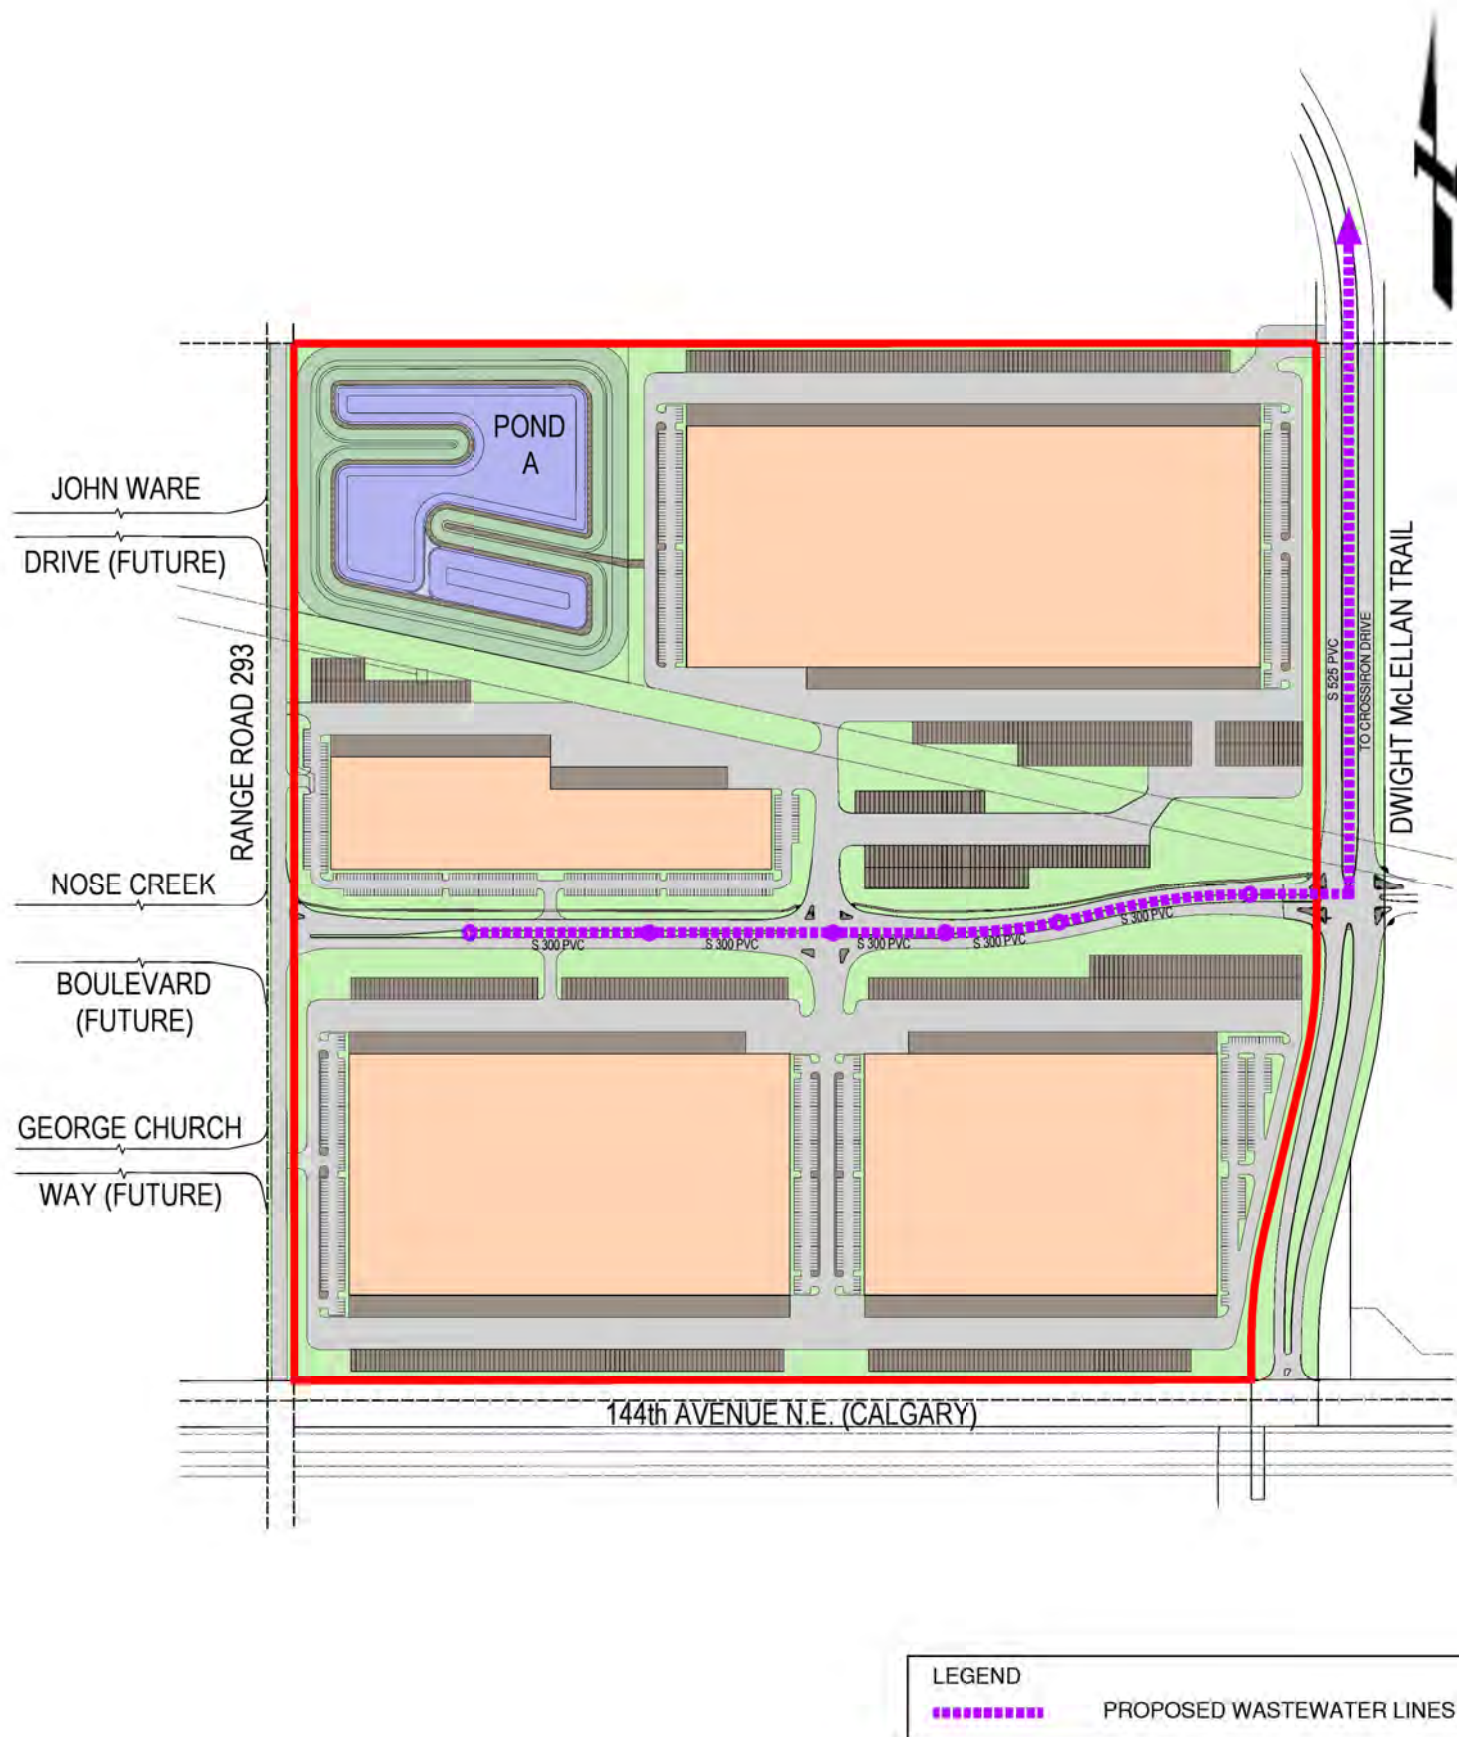 POND
A
JOHN WARE
DRIVE (FUTURE)
RANGE ROAD 293
S 525 PVC
TO CROSSIRON DRIVE
DWIGHT McLELLAN TRAIL
NOSE CREEK
BOULEVARD
(FUTURE)
S 300 PVC
S 300 PVC
S 300 PVC
S 300 PVC
S 300 PVC
GEORGE CHURCH
WAY (FUTURE)
144th AVENUE N.E. (CALGARY)
LEGEND
PROPOSED WASTEWATER LINES